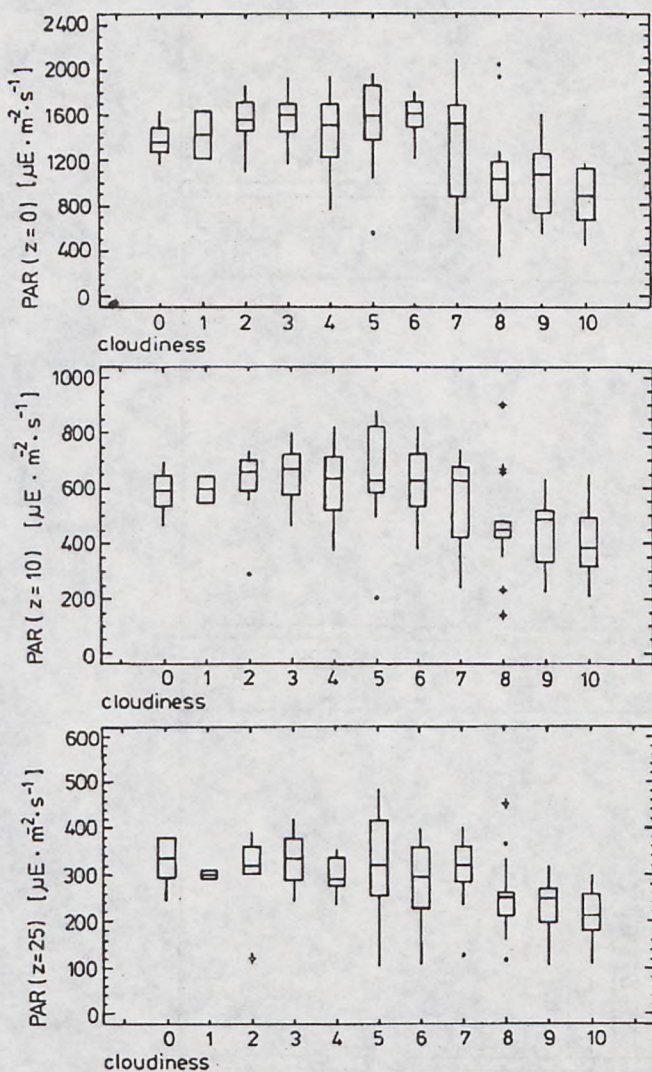 2400
2000
1600
1200
800
400
0
PAR (z=0) [µE · m⁻² · s⁻¹]
0 1 2 3 4 5 6 7 8 9 10
cloudiness
1000
800
600
400
200
0
PAR (z=10) [µE · m⁻² · s⁻¹]
0 1 2 3 4 5 6 7 8 9 10
cloudiness
600
500
400
300
200
100
0
PAR (z=25) [µE · m⁻² · s⁻¹]
0 1 2 3 4 5 6 7 8 9 10
cloudiness